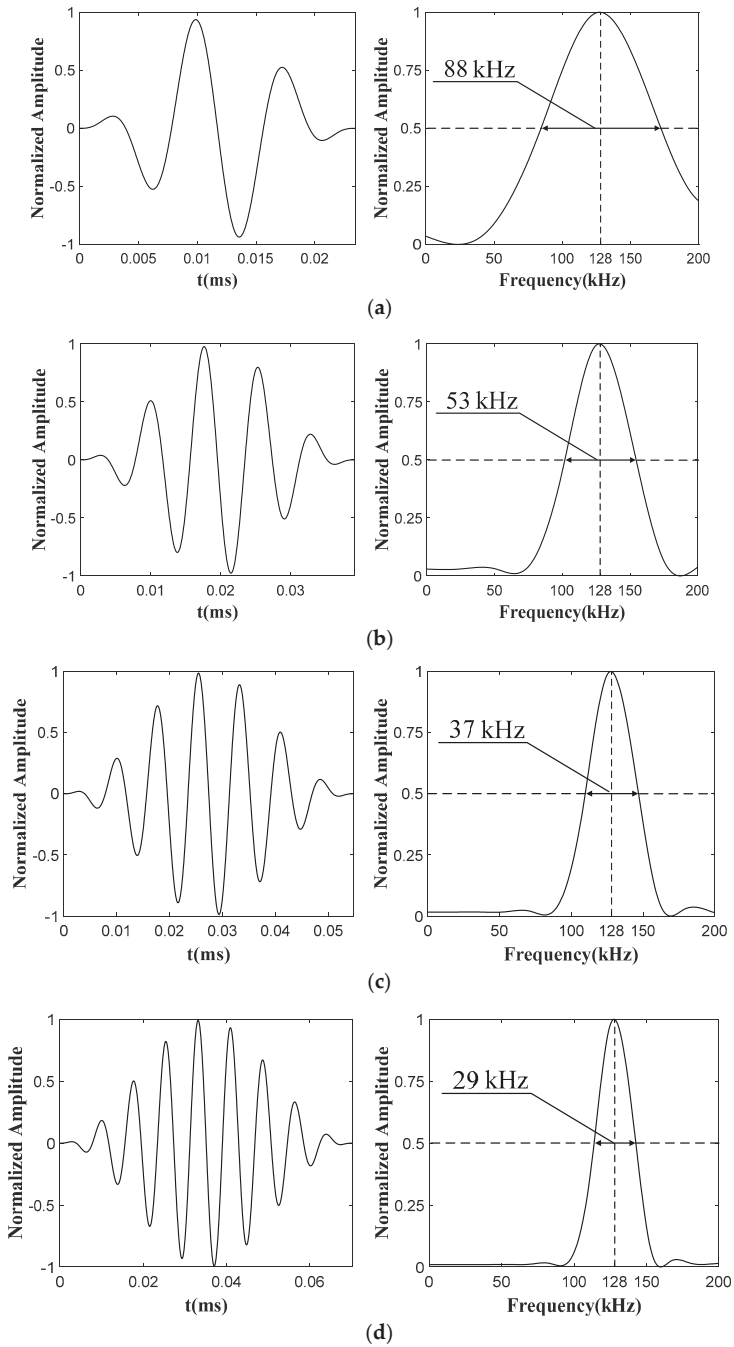 Normalized Amplitude
1
0.5
0
-0.5
-1
0 0.005 0.01 0.015 0.02
t(ms)
Normalized Amplitude
1
0.75
0.5
0.25
0
88 kHz
0 50 100 128 150 200
Frequency(kHz)
(a)
Normalized Amplitude
1
0.5
0
-0.5
-1
0 0.01 0.02 0.03
t(ms)
Normalized Amplitude
1
0.75
0.5
0.25
0
53 kHz
0 50 100 128 150 200
Frequency(kHz)
(b)
Normalized Amplitude
1
0.5
0
-0.5
-1
0 0.01 0.02 0.03 0.04 0.05
t(ms)
Normalized Amplitude
1
0.75
0.5
0.25
0
37 kHz
0 50 100 128 150 200
Frequency(kHz)
(c)
Normalized Amplitude
1
0.5
0
-0.5
-1
0 0.02 0.04 0.06
t(ms)
Normalized Amplitude
1
0.75
0.5
0.25
0
29 kHz
0 50 100 128 150 200
Frequency(kHz)
(d)